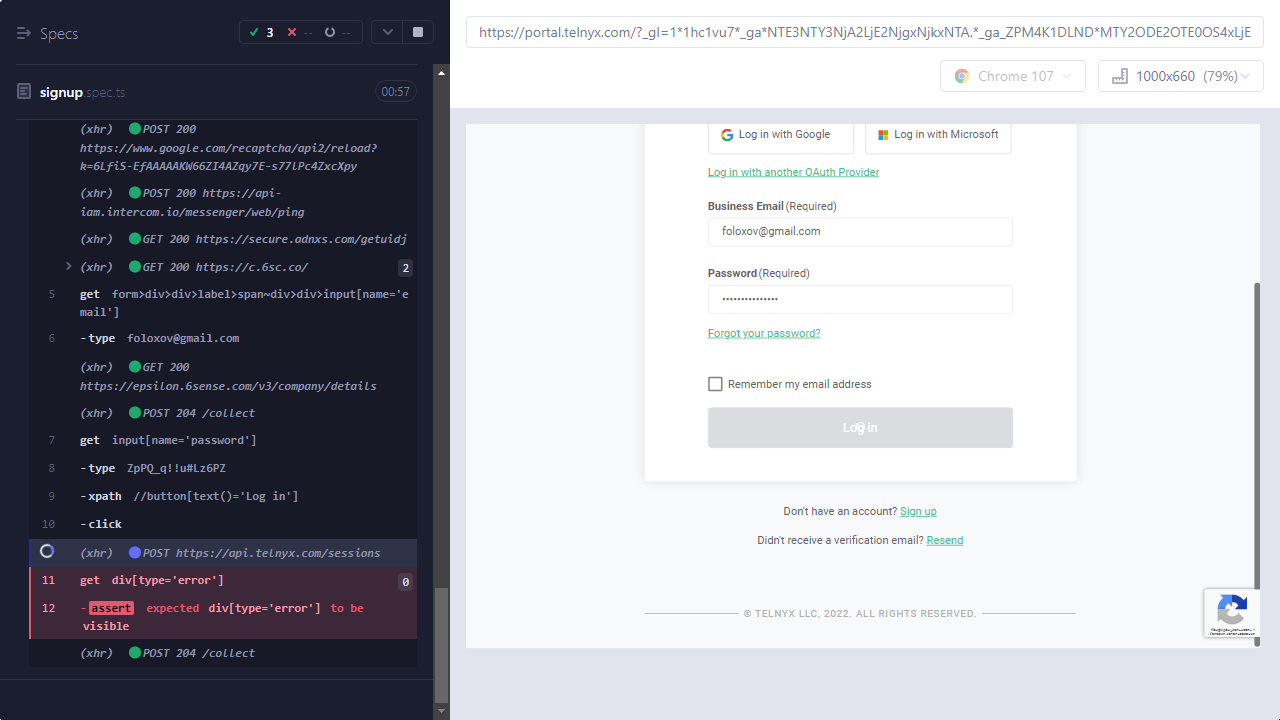 Specs
3
--
--
signup.spec.ts
00:57
(xhr) POST 200
https://www.google.com/recaptcha/api2/reload?
k=6LfiS-EfAAAAAKW66ZI4AZqy7E-s77lPc4ZxcXpy
(xhr) POST 200 https://api-
iam.intercom.io/messenger/web/ping
(xhr) GET 200 https://secure.adnxs.com/getuidj
(xhr) GET 200 https://c.6sc.co/
2
5 get form>div>div>label>span~div>div>input[name='e
mail']
6 -type foloxov@gmail.com
(xhr) GET 200
https://epsilon.6sense.com/v3/company/details
(xhr) POST 204 /collect
7 get input[name='password']
8 -type ZpPQ_q!!u#Lz6PZ
9 -xpath //button[text()='Log in']
10 -click
(xhr) POST https://api.telnyx.com/sessions
11 get div[type='error']
0
12 -assert expected div[type='error'] to be
visible
(xhr) POST 204 /collect
https://portal.telnyx.com/?_gl=1*1hc1vu7*_ga*NTE3NTY3NjA2LjE2NjgxNjkxNTA.*_ga_ZPM4K1DLND*MTY2ODE2OTE0OS4xLjE
Chrome 107
1000x660 (79%)
Log in with Google
Log in with Microsoft
Log in with another OAuth Provider
Business Email (Required)
foloxov@gmail.com
Password (Required)
•••••••••••••••
Forgot your password?
Remember my email address
Log in
Don't have an account? Sign up
Didn't receive a verification email? Resend
© TELNYX LLC, 2022. ALL RIGHTS RESERVED.